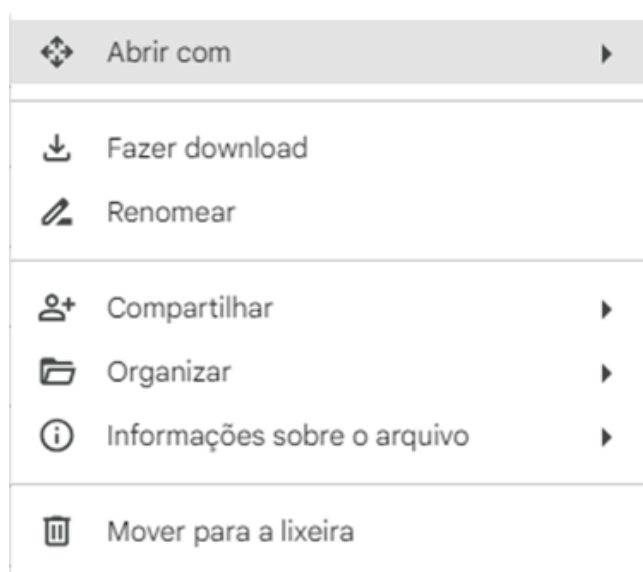 Abrir com
Fazer download
Renomear
Compartilhar
Organizar
Informações sobre o arquivo
Mover para a lixeira